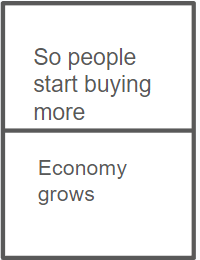 So people
start buying
more
Economy
grows